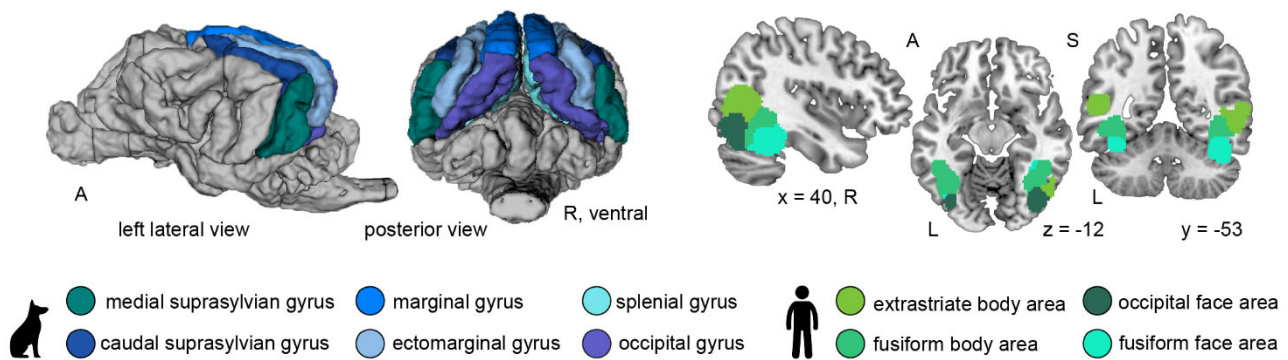 A
left lateral view
posterior view
R, ventral
A
S
x = 40, R
L
z = -12
L
y = -53
medial suprasylvian gyrus
marginal gyrus
splenial gyrus
extrastriate body area
occipital face area
caudal suprasylvian gyrus
ectomarginal gyrus
occipital gyrus
fusiform body area
fusiform face area